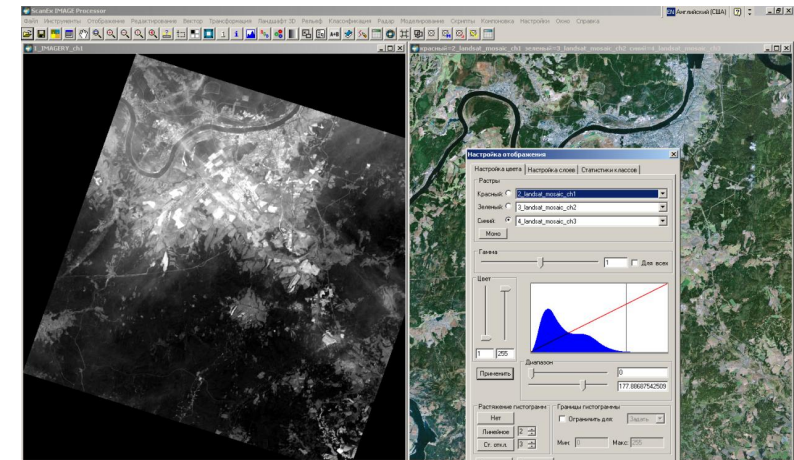 ScanEx IMAGE Processor
EN Английский (США)
Файл Инструменты Отображение Редактирование Вектор Трансформация Ландшафт 3D Рельеф Классификация Радар Моделирование Скрипты Компоновка Настройки Окно Справка
1_IMAGERY_ch1
красный=2_landsat_mosaic_ch1 зеленый=3_landsat_mosaic_ch2 синий=4_landsat_mosaic_ch3
Настройка отображения
Настройка цвета Настройка слоев Статистики классов
Растры
Красный: 2_landsat_mosaic_ch1
Зеленый: 3_landsat_mosaic_ch2
Синий: 4_landsat_mosaic_ch3
Моно
Гамма
1 Для всех
Цвет
1 255
Диапазон
Применить
0
177.88687542509
Растяжение гистограмм
Границы гистограммы
Нет
Ограничить для: Задать
Линейное 2
Ст. откл. 3
Мин: 0 Макс: 255